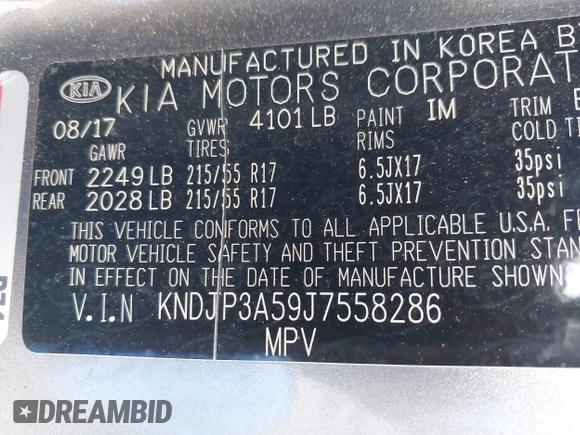 MANUFACTURED IN KOREA B
KIA KIA MOTORS CORPORAT
08/17 GVWR 4101 LB PAINT IM TRIM
GAWR TIRES RIMS COLD
FRONT 2249 LB 215/55 R17 6.5JX17 35psi
REAR 2028 LB 215/55 R17 6.5JX17 35psi
THIS VEHICLE CONFORMS TO ALL APPLICABLE U.S.A. FE
MOTOR VEHICLE SAFETY AND THEFT PREVENTION STAN
IN EFFECT ON THE DATE OF MANUFACTURE SHOWN
V.I.N KNDJP3A59J7558286
MPV
DREAMBID